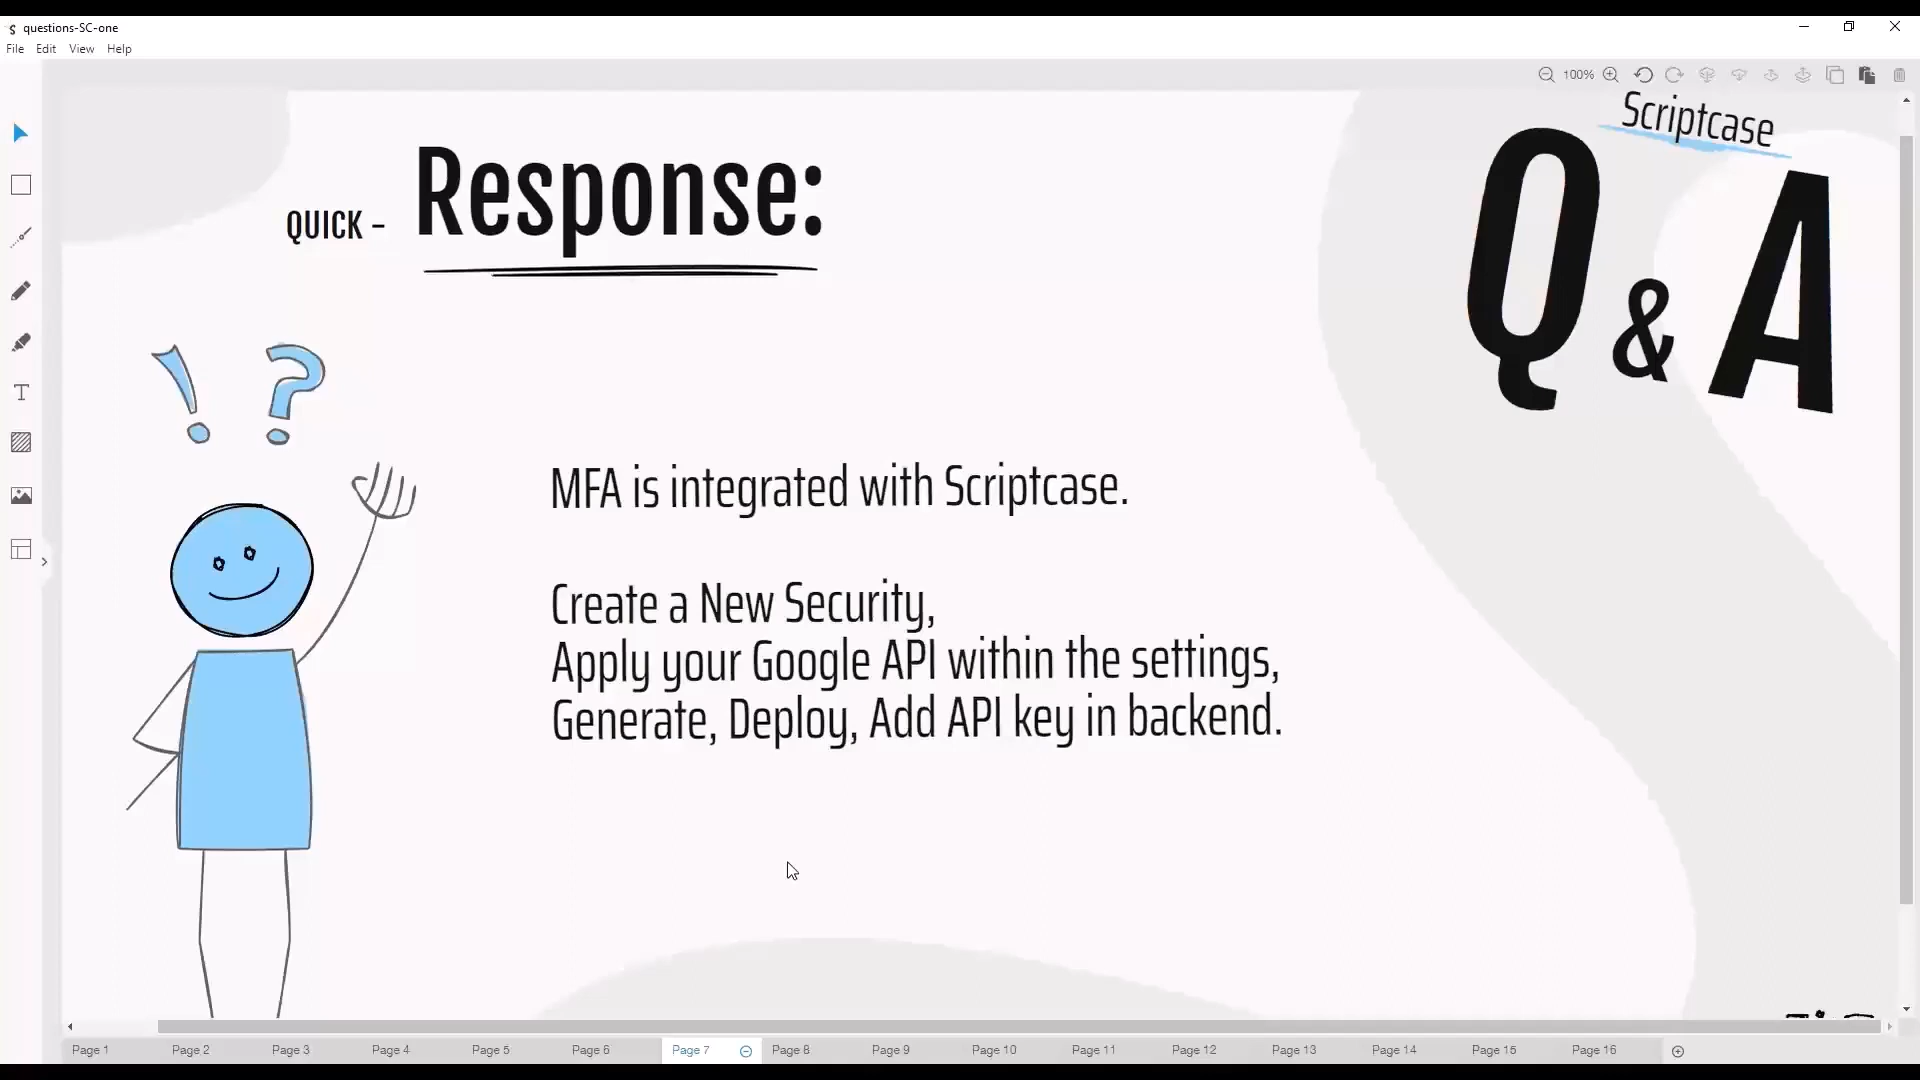 questions-SC-one
File Edit View Help
100%
Scriptcase
QUICK - Response:
Q & A
! ?
MFA is integrated with Scriptcase.
Create a New Security,
Apply your Google API within the settings,
Generate, Deploy, Add API key in backend.
Page 1 Page 2 Page 3 Page 4 Page 5 Page 6 Page 7 Page 8 Page 9 Page 10 Page 11 Page 12 Page 13 Page 14 Page 15 Page 16